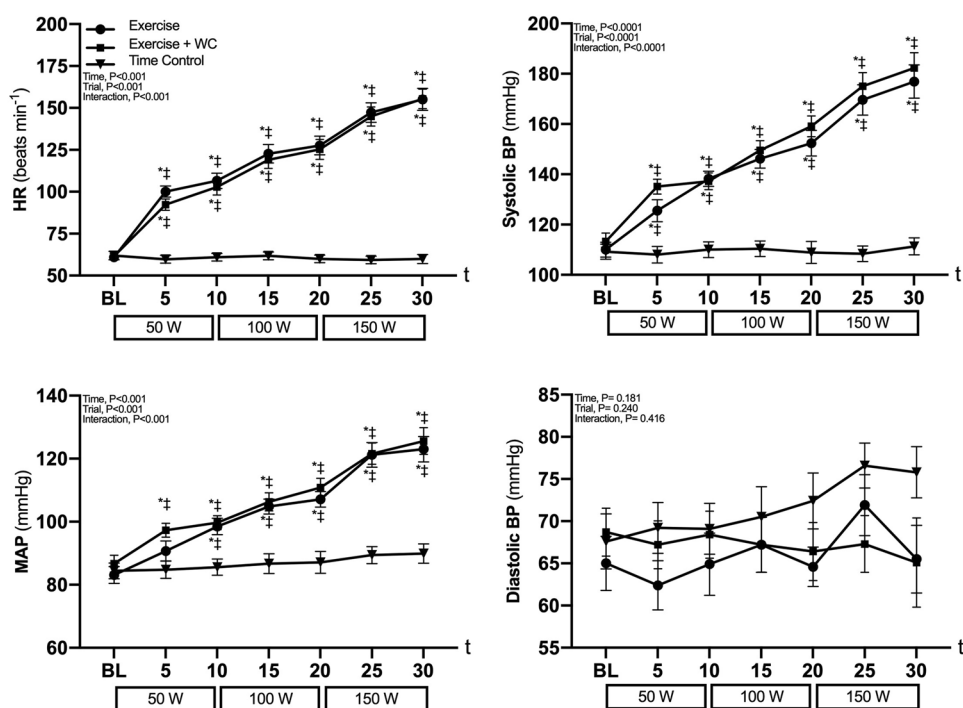 Exercise
Exercise + WC
Time Control
Time, P<0.001
Trial, P<0.001
Interaction, P<0.001
HR (beats min⁻¹)
200
175
150
125
100
75
50
*‡ *‡ *‡ *‡ *‡ *‡
*‡ *‡ *‡ *‡ *‡ *‡
t
BL 5 10 15 20 25 30
50 W 100 W 150 W
Time, P<0.0001
Trial, P<0.0001
Interaction, P<0.0001
Systolic BP (mmHg)
200
180
160
140
120
100
*‡ *‡ *‡ *‡ *‡ *‡
*‡ *‡ *‡ *‡ *‡ *‡
t
BL 5 10 15 20 25 30
50 W 100 W 150 W
Time, P<0.001
Trial, P<0.001
Interaction, P<0.001
MAP (mmHg)
140
120
100
80
60
*‡ *‡ *‡ *‡ *‡ *‡
*‡ *‡ *‡ *‡ *‡
t
BL 5 10 15 20 25 30
50 W 100 W 150 W
Time, P= 0.181
Trial, P= 0.240
Interaction, P= 0.416
Diastolic BP (mmHg)
85
80
75
70
65
60
55
t
BL 5 10 15 20 25 30
50 W 100 W 150 W